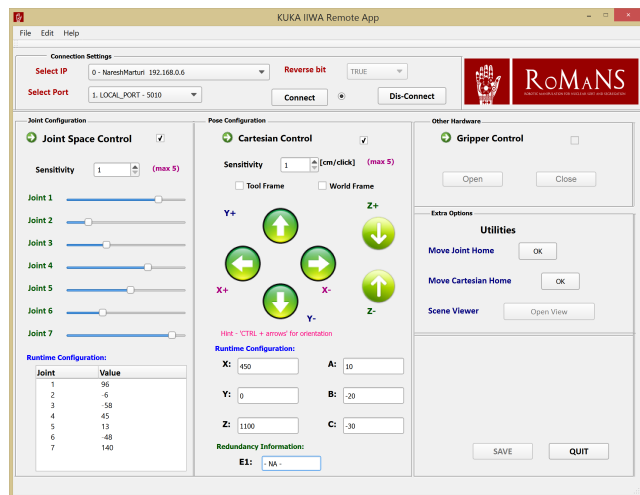 KUKA IIWA Remote App
File Edit Help
Connection Settings
Select IP 0 - NareshMarturi 192.168.0.6 Reverse bit TRUE
Select Port 1. LOCAL_PORT - 5010 Connect Dis-Connect
ROMANS
Joint Configuration
Joint Space Control
Sensitivity 1 (max 5)
Joint 1
Joint 2
Joint 3
Joint 4
Joint 5
Joint 6
Joint 7
Runtime Configuration:
Joint Value
1 96
2 -6
3 -58
4 45
5 13
6 -48
7 140
Pose Configuration
Cartesian Control
Sensitivity 1 [cm/click] (max 5)
Tool Frame World Frame
Y+ Z+
X+ X-
Y- Z-
Hint - 'CTRL + arrows' for orientation
Runtime Configuration:
X: 450 A: 10
Y: 0 B: -20
Z: 1100 C: -30
Redundancy Information:
E1: - NA -
Other Hardware
Gripper Control
Open Close
Extra Options
Utilities
Move Joint Home OK
Move Cartesian Home OK
Scene Viewer Open View
SAVE QUIT